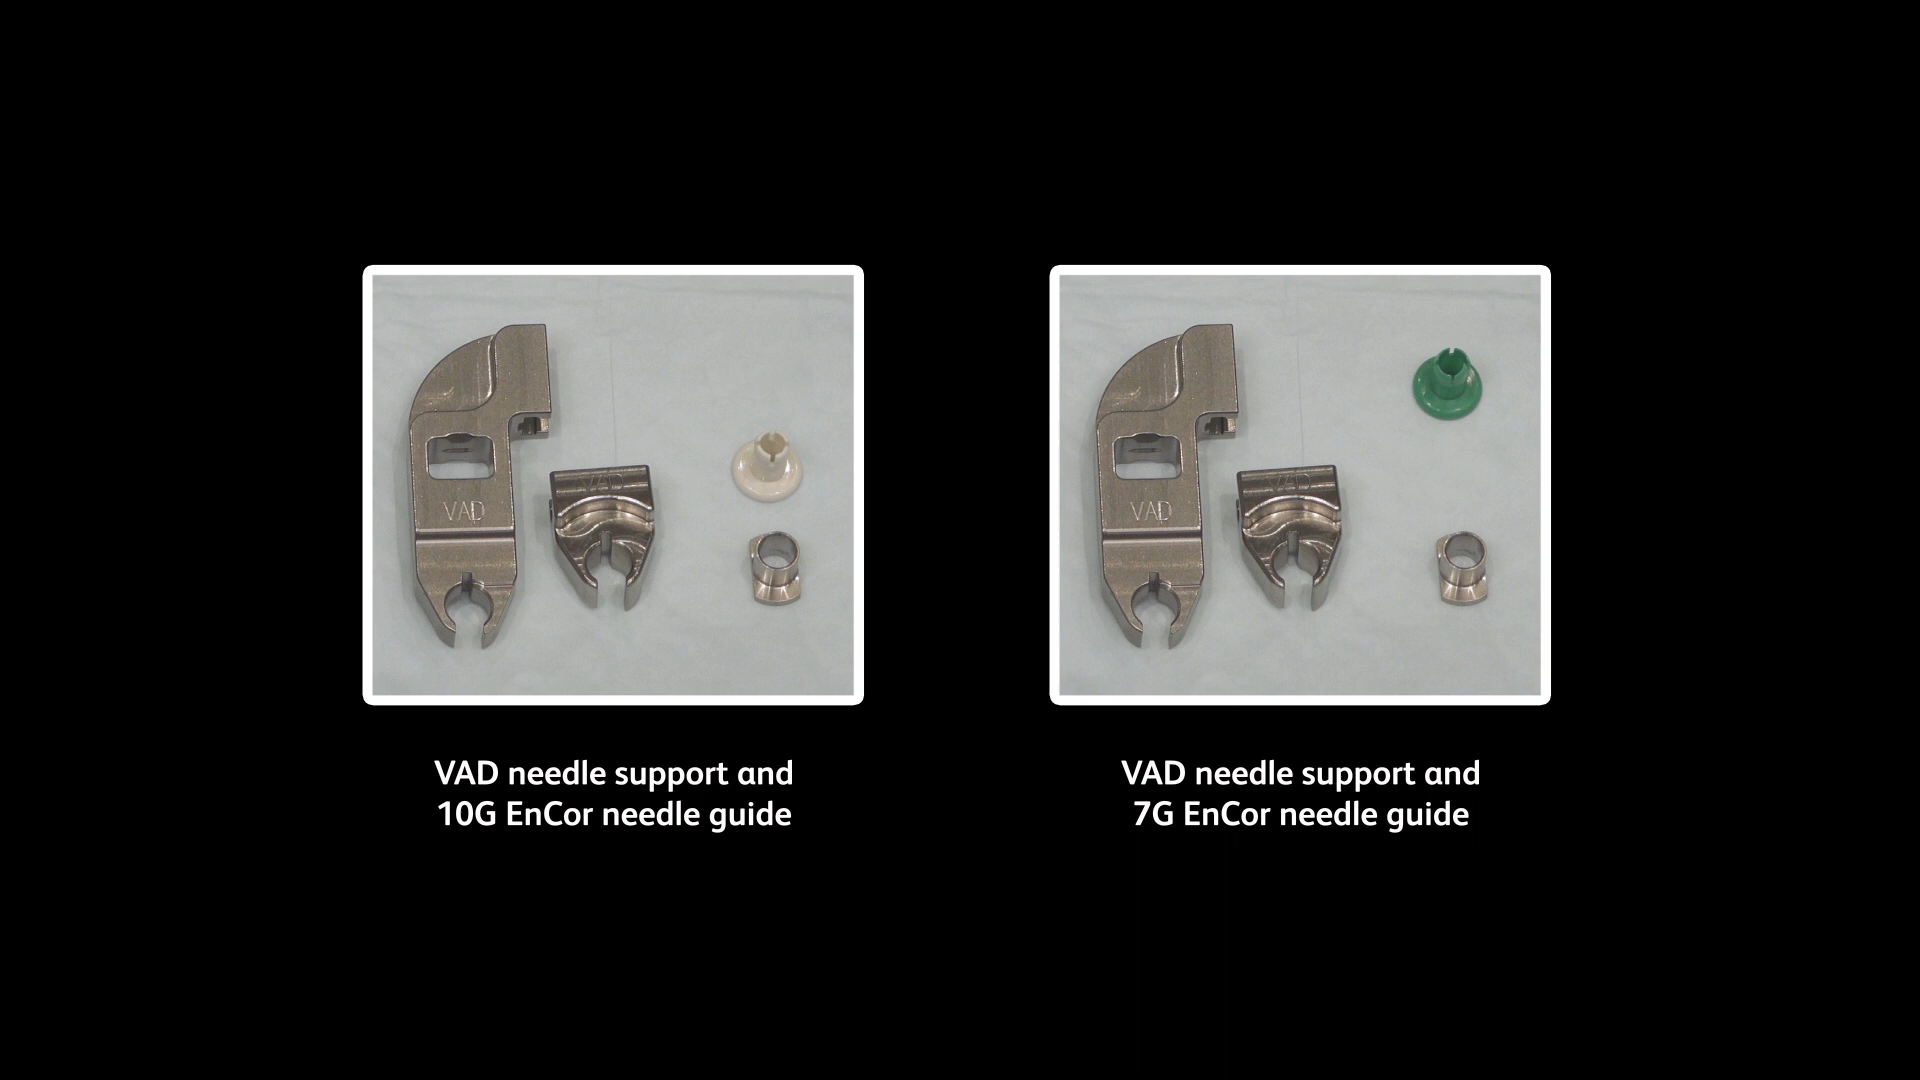 VAD
VAD
VAD needle support and
10G EnCor needle guide
VAD
VAD
VAD needle support and
7G EnCor needle guide